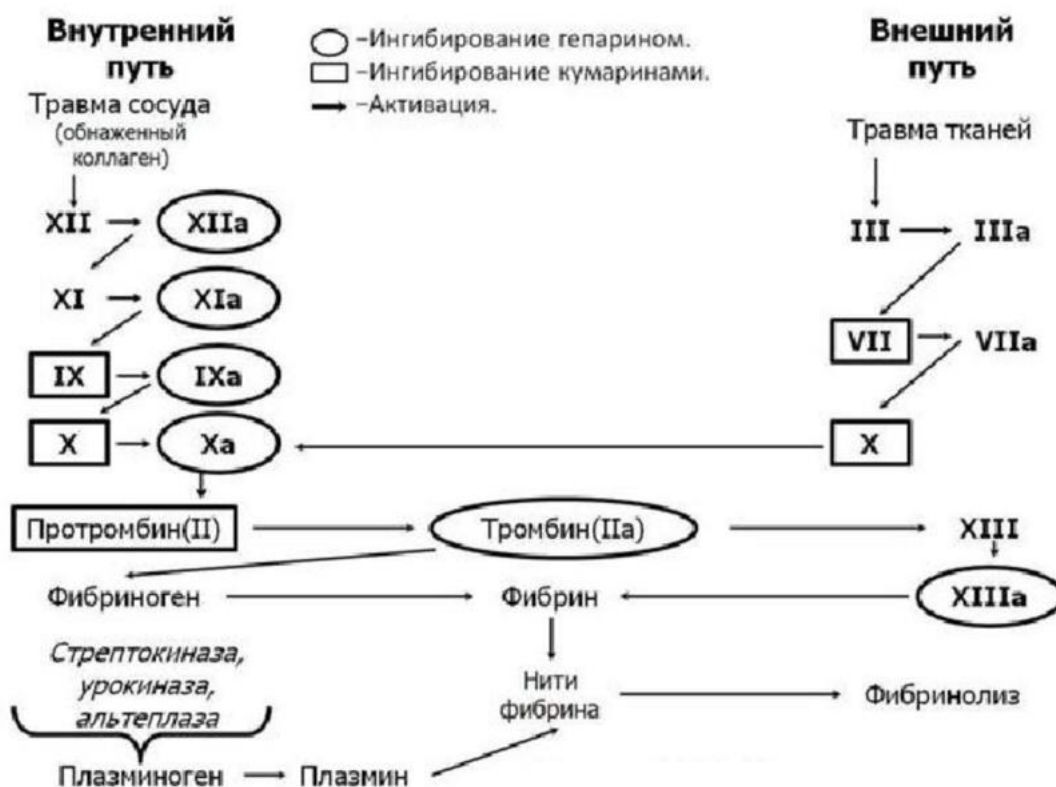 Внутренний
путь
Травма сосуда
(обнаженный
коллаген)
–Ингибирование гепарином.
–Ингибирование кумаринами.
–Активация.
Внешний
путь
Травма тканей
XII XIIa
III IIIa
XI XIa
VII VIIa
IX IXa
X Xa
X
Протромбин(II) Тромбин(IIa) XIII
Фибриноген Фибрин XIIIa
Стрептокиназа,
урокиназа,
альтеплаза
Нити
фибрина
Фибринолиз
Плазминоген Плазмин